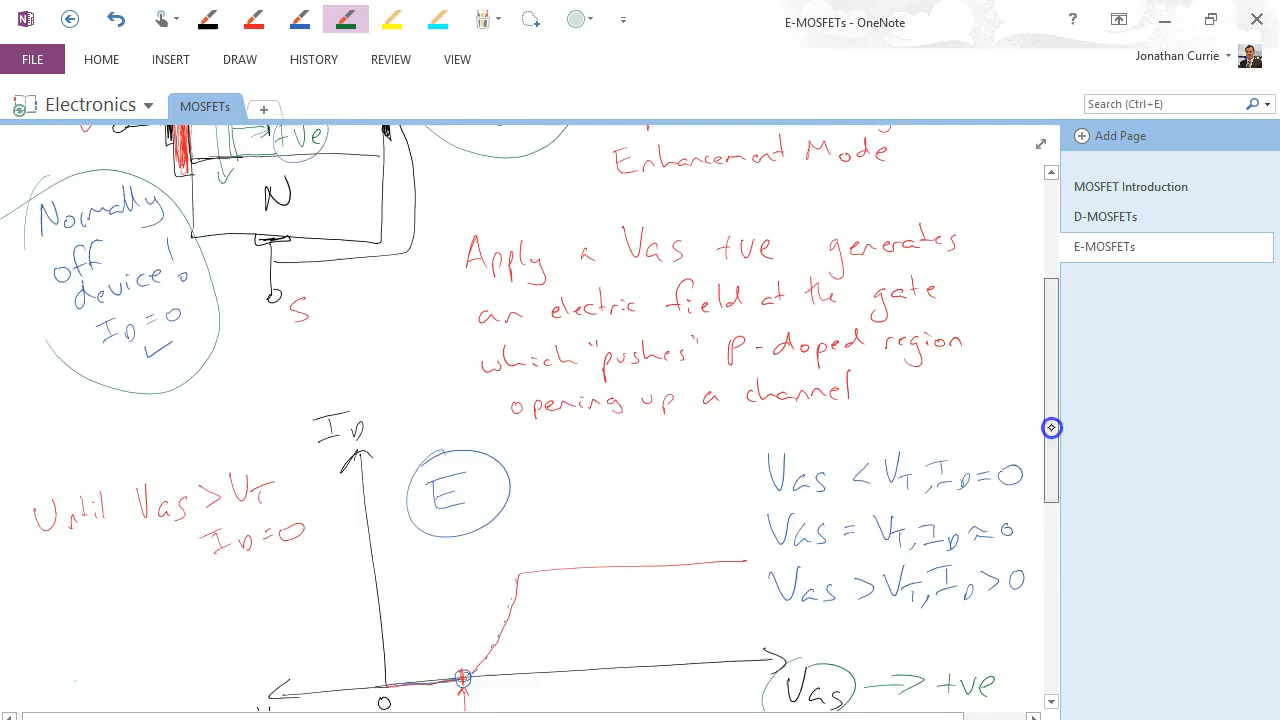 E-MOSFETs - OneNote
?
Jonathan Currie
FILE HOME INSERT DRAW HISTORY REVIEW VIEW
Electronics MOSFETs
Search (Ctrl+E)
Add Page
MOSFET Introduction
D-MOSFETs
E-MOSFETs
+ve
Enhancement Mode
N
Normally
off
device!
ID=0
S
Apply a VGS +ve generates
an electric field at the gate
which "pushes" P-doped region
opening up a channel
ID
E
Until VGS > VT
ID=0
VGS < VT, ID=0
VGS = VT, ID≈0
VGS > VT, ID>0
0
VGS → +ve